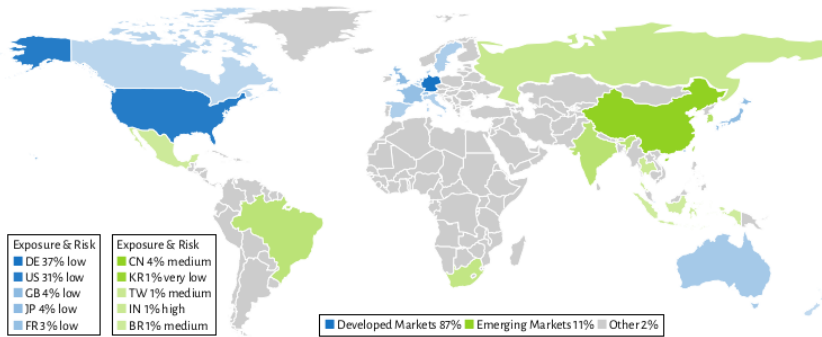 Exposure & Risk
DE 37% low
US 31% low
GB 4% low
JP 4% low
FR 3% low
Exposure & Risk
CN 4% medium
KR 1% very low
TW 1% medium
IN 1% high
BR 1% medium
Developed Markets 87% Emerging Markets 11% Other 2%